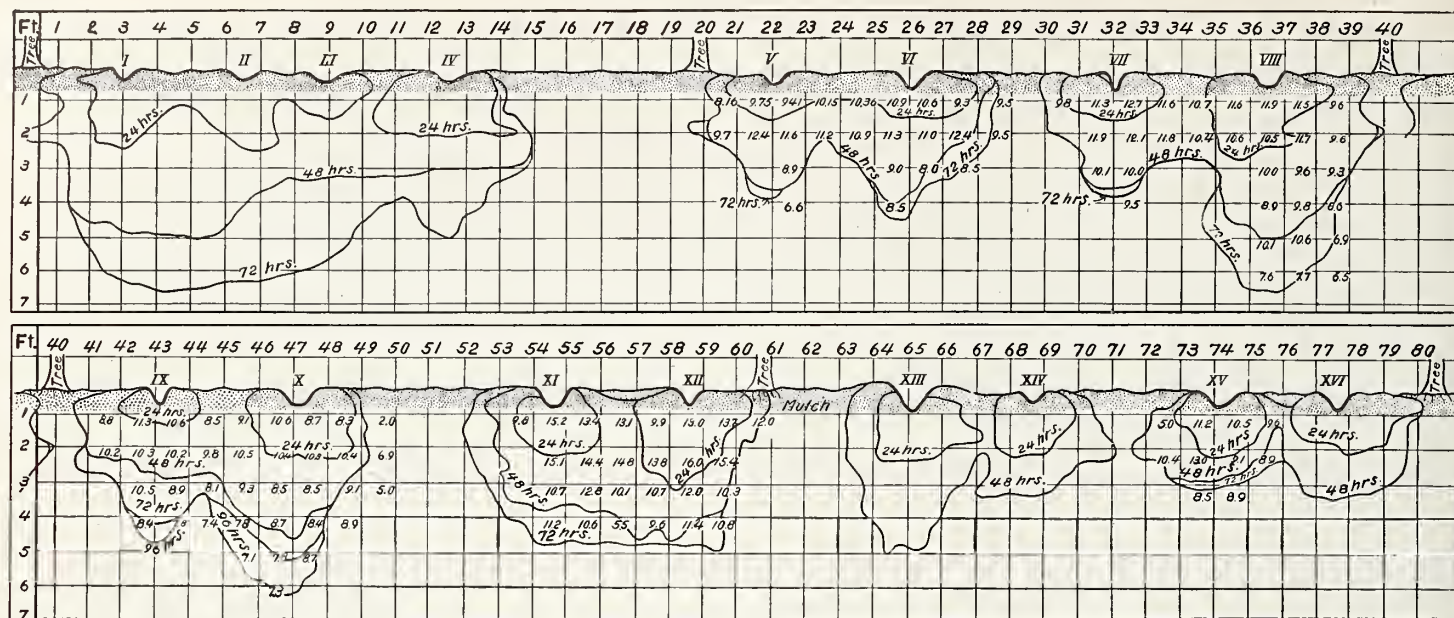 Ft. 1 2 3 4 5 6 7 8 9 10 11 12 13 14 15 19 20 21 22 23 24 25 26 27 28 29 30 31 32 33 34 35 36 37 38 39 40
Tree Tree Tree
I II III IV V VI VII VIII
1 8.16 9.75 9.41 10.15 10.36 10.9 10.6 9.3 9.5 9.8 11.3 12.7 11.6 10.7 11.6 11.9 11.5 9.6
24 hrs. 24 hrs. 24 hrs. 24 hrs.
2 9.7 12.4 11.6 11.2 10.9 11.3 11.0 12.4 9.5 11.9 12.1 11.8 10.4 10.6 10.5 11.7 9.6
48 hrs. 48 hrs. 72 hrs. 48 hrs. 24 hrs.
3 8.9 9.0 8.0 8.5 10.1 10.0 10.0 9.6 9.3
72 hrs. 72 hrs.
4 6.6 8.5 9.5 8.9 9.8 8.6
5 10.1 10.6 6.9
72 hrs. 72 hrs.
6 7.6 7.7 6.5
7
Ft. 40 41 42 43 44 45 46 47 48 49 50 51 52 53 54 55 56 57 58 59 60 61 62 63 64 65 66 67 68 69 70 71 72 73 74 75 76 77 78 79 80
Tree Tree Tree
IX X XI XII XIII XIV XV XVI
Mulch
24 hrs.
1 8.8 11.3 10.6 8.5 9.1 10.6 8.7 8.3 2.0 9.8 15.2 13.4 13.1 9.9 15.0 13.2 12.0 5.0 11.2 10.5 9.6
24 hrs. 24 hrs. 24 hrs. 24 hrs. 24 hrs. 24 hrs. 24 hrs.
2 10.2 10.3 10.2 9.8 10.5 10.4 10.3 10.4 6.9 15.1 14.4 14.8 13.8 16.0 15.4 10.4 13.0 9.1 8.9
48 hrs. 48 hrs. 48 hrs. 48 hrs. 72 hrs. 48 hrs.
3 10.5 8.9 8.1 9.3 8.5 8.5 9.1 5.0 10.7 12.8 10.1 10.7 12.0 10.3 8.5 8.9
72 hrs.
4 8.4 7.8 7.4 7.8 8.7 8.4 8.9 11.2 10.6 5.5 9.6 11.4 10.8
96 hrs. 96 hrs. 72 hrs.
5 7.1 7.7 8.7
6 7.3
7